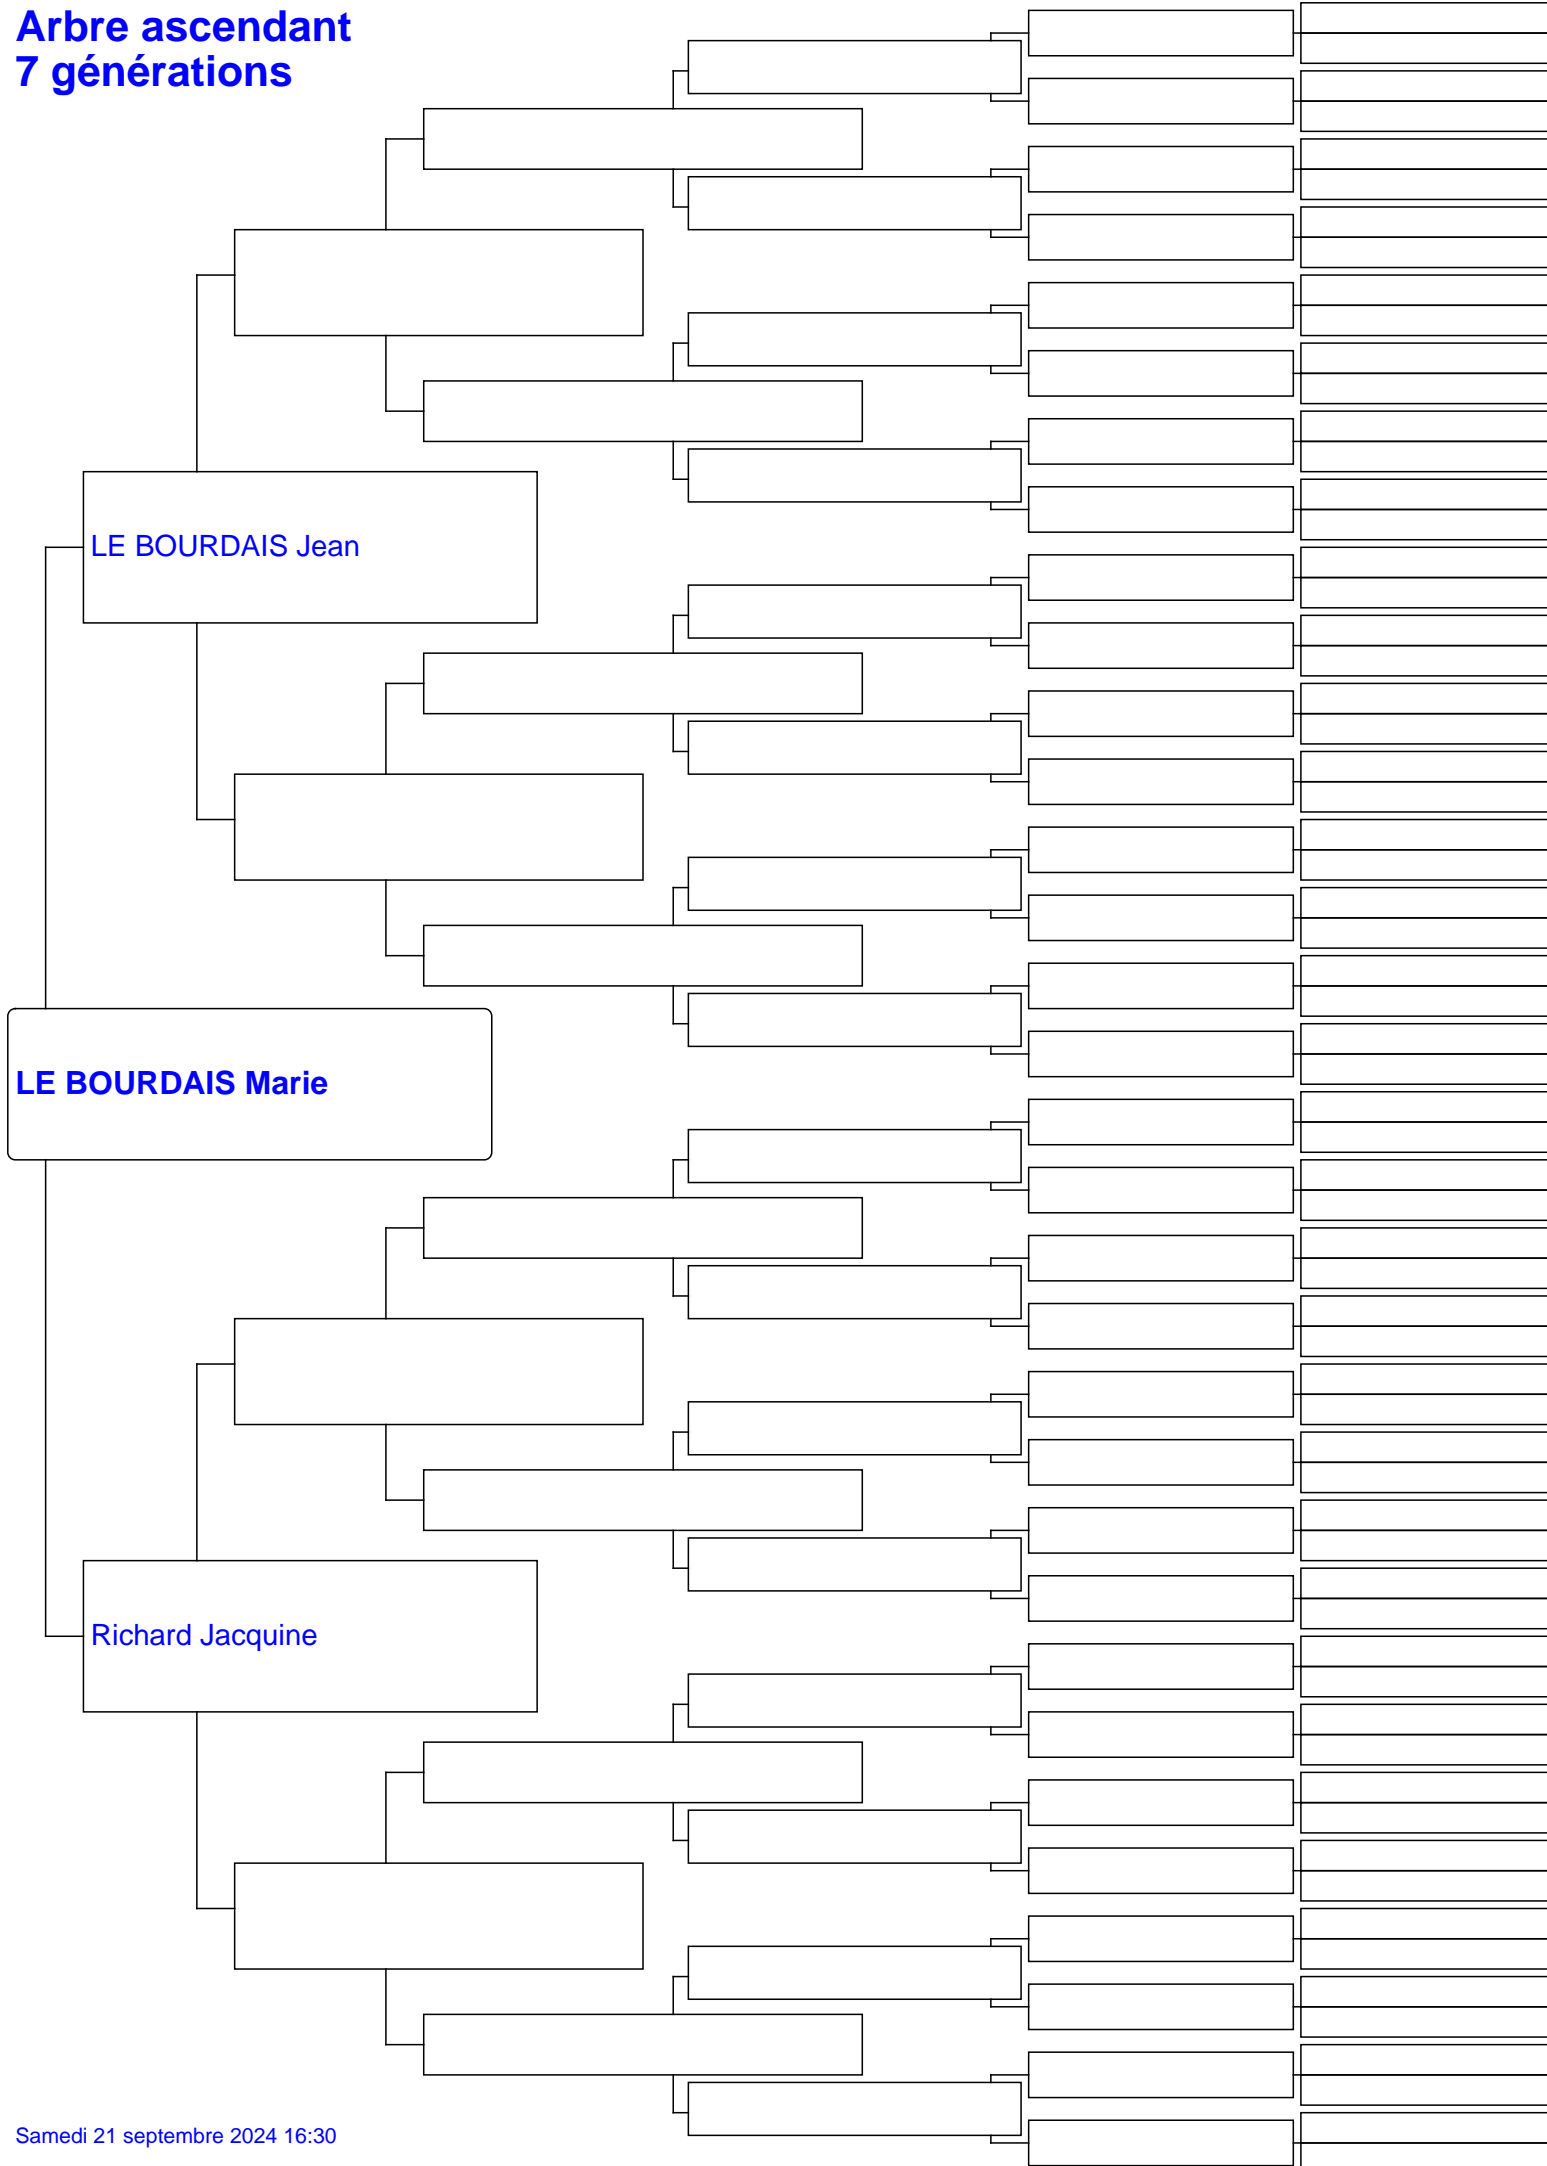 Arbre ascendant
7 générations
LE BOURDAIS Jean
LE BOURDAIS Marie
Richard Jacquine
Samedi 21 septembre 2024 16:30